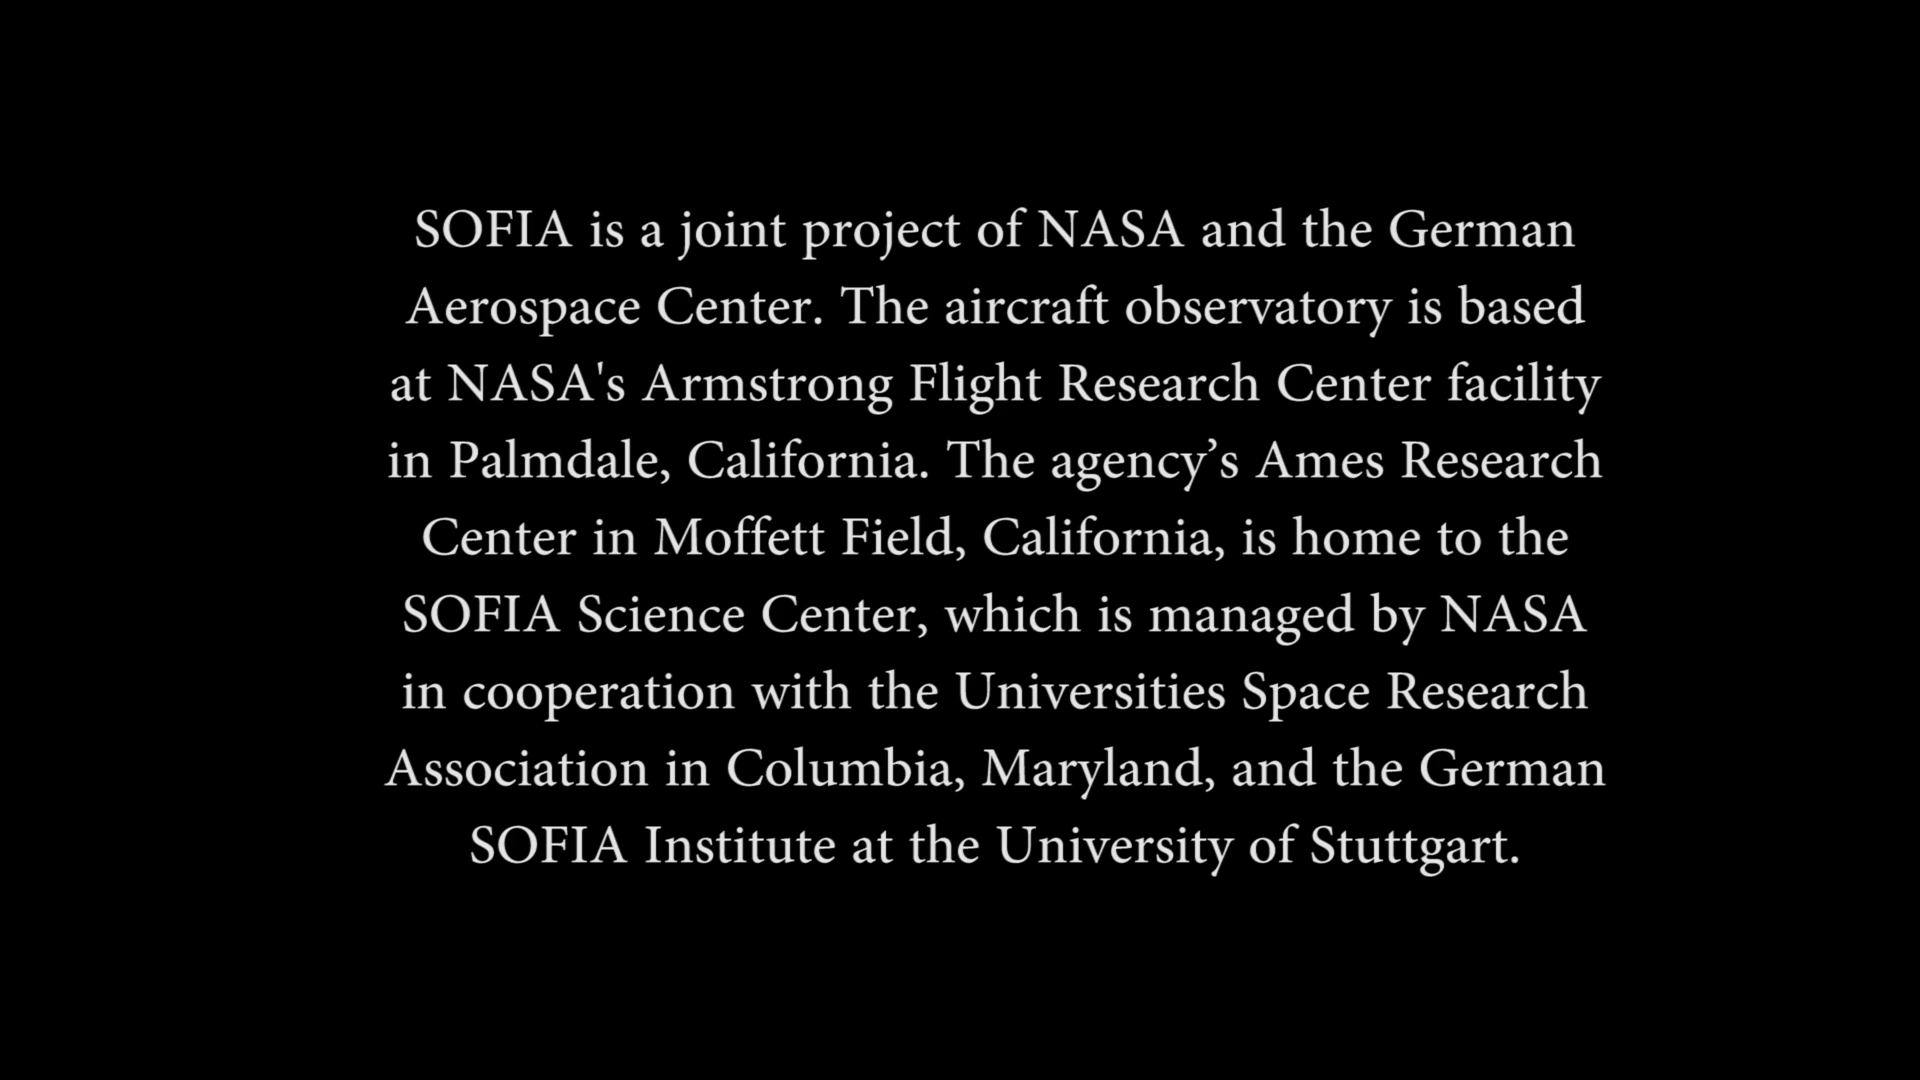 SOFIA is a joint project of NASA and the German
Aerospace Center. The aircraft observatory is based
at NASA's Armstrong Flight Research Center facility
in Palmdale, California. The agency’s Ames Research
Center in Moffett Field, California, is home to the
SOFIA Science Center, which is managed by NASA
in cooperation with the Universities Space Research
Association in Columbia, Maryland, and the German
SOFIA Institute at the University of Stuttgart.